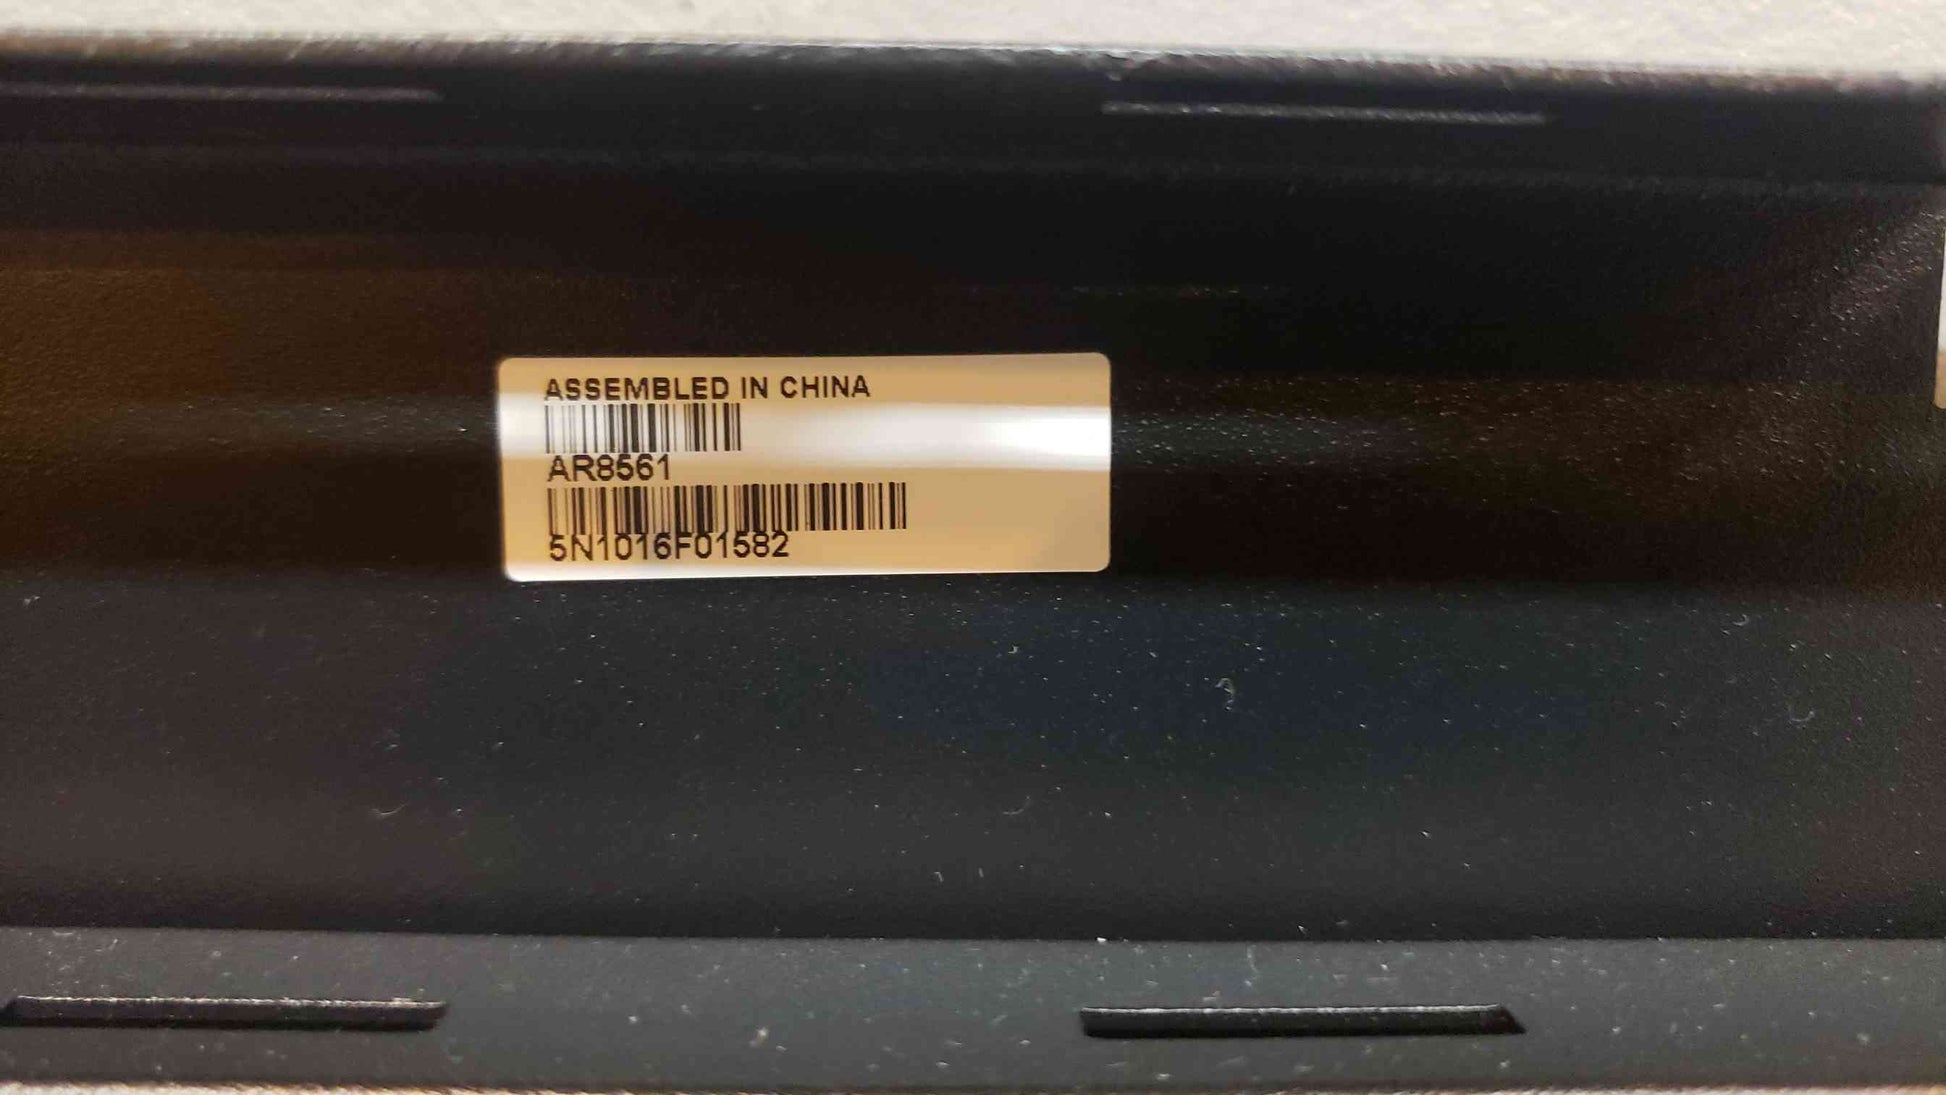 ASSEMBLED IN CHINA
AR8561
5N1016F01582